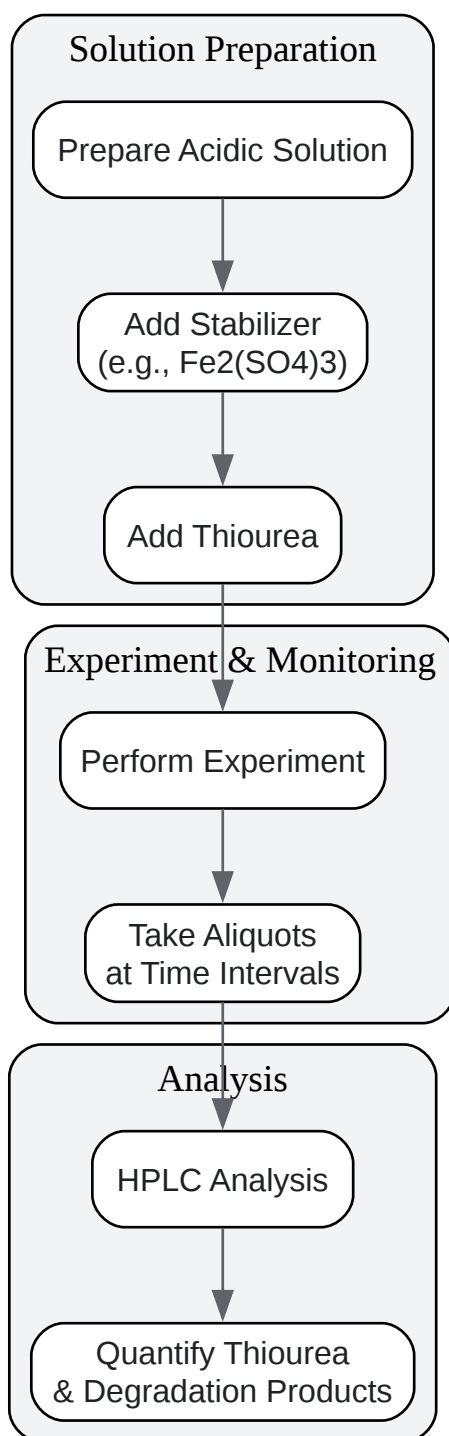 Solution Preparation
Prepare Acidic Solution
Add Stabilizer
(e.g., Fe2(SO4)3)
Add Thiourea
Experiment & Monitoring
Perform Experiment
Take Aliquots
at Time Intervals
Analysis
HPLC Analysis
Quantify Thiourea
& Degradation Products